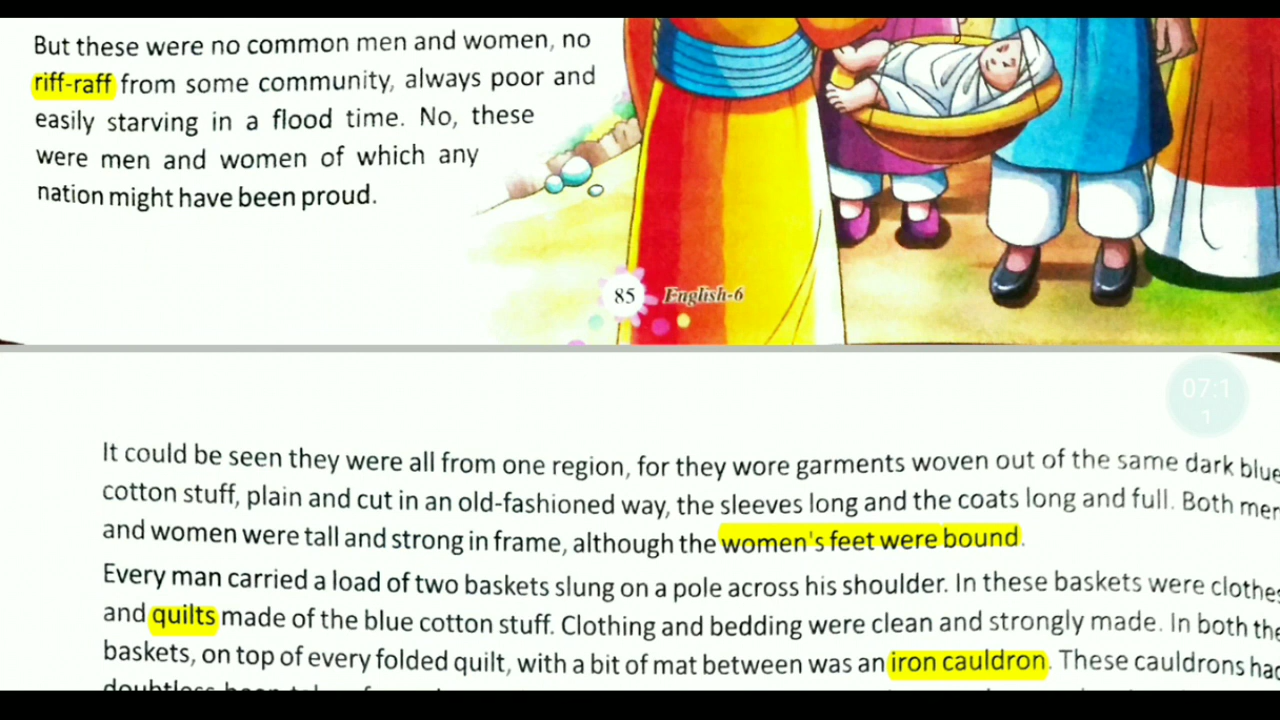 But these were no common men and women, no
riff-raff from some community, always poor and
easily starving in a flood time. No, these
were men and women of which any
nation might have been proud.
85 English-6
07:1
1
It could be seen they were all from one region, for they wore garments woven out of the same dark blue
cotton stuff, plain and cut in an old-fashioned way, the sleeves long and the coats long and full. Both men
and women were tall and strong in frame, although the women's feet were bound.
Every man carried a load of two baskets slung on a pole across his shoulder. In these baskets were clothes
and quilts made of the blue cotton stuff. Clothing and bedding were clean and strongly made. In both the
baskets, on top of every folded quilt, with a bit of mat between was an iron cauldron. These cauldrons had
doubtless been